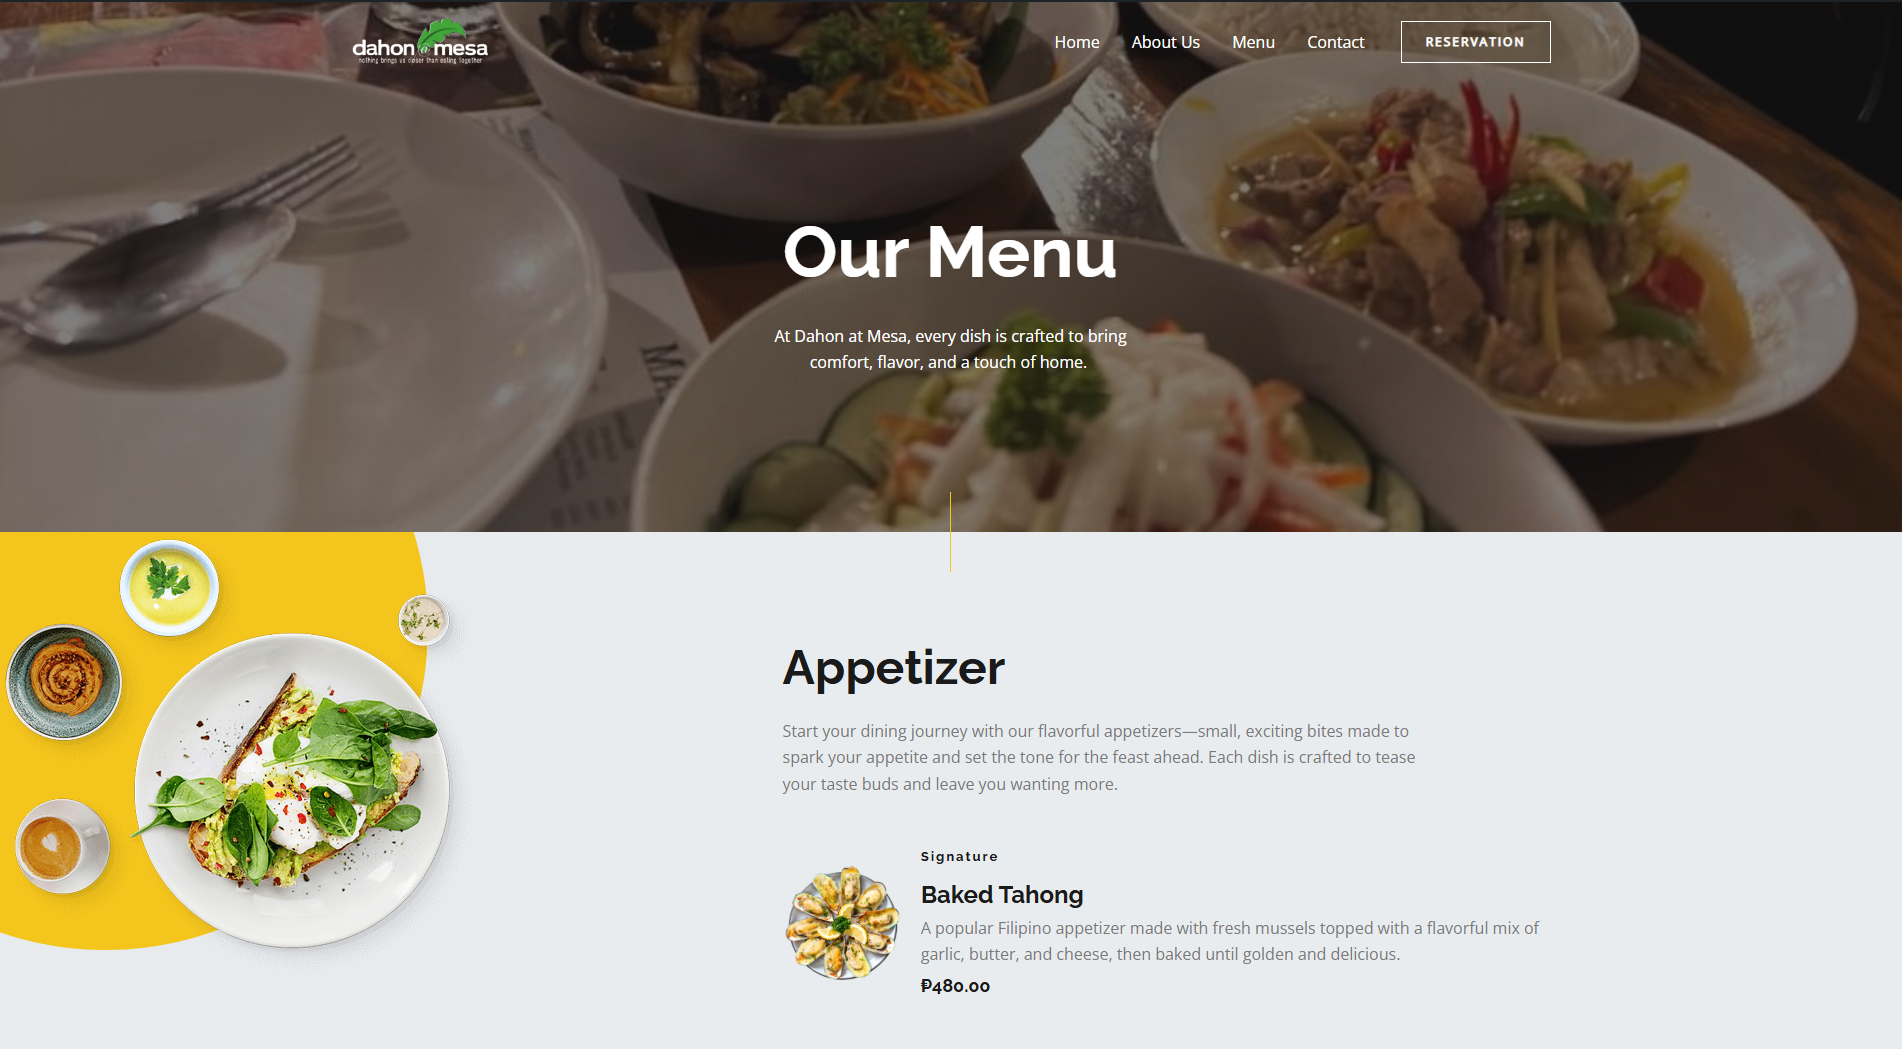 dahon a mesa
nothing brings us closer than eating together
Home About Us Menu Contact RESERVATION
Our Menu
At Dahon at Mesa, every dish is crafted to bring
comfort, flavor, and a touch of home.
Appetizer
Start your dining journey with our flavorful appetizers—small, exciting bites made to
spark your appetite and set the tone for the feast ahead. Each dish is crafted to tease
your taste buds and leave you wanting more.
Signature
Baked Tahong
A popular Filipino appetizer made with fresh mussels topped with a flavorful mix of
garlic, butter, and cheese, then baked until golden and delicious.
₱480.00